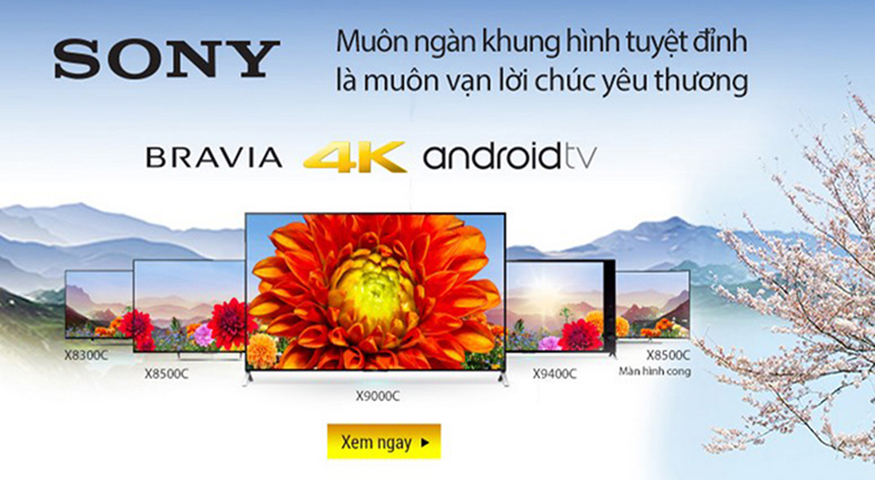 SONY
Muôn ngàn khung hình tuyệt đỉnh
là muôn vạn lời chúc yêu thương
BRAVIA 4K androidtv
X8300C
X8500C
X9000C
X9400C
X8500C
Màn hình cong
Xem ngay